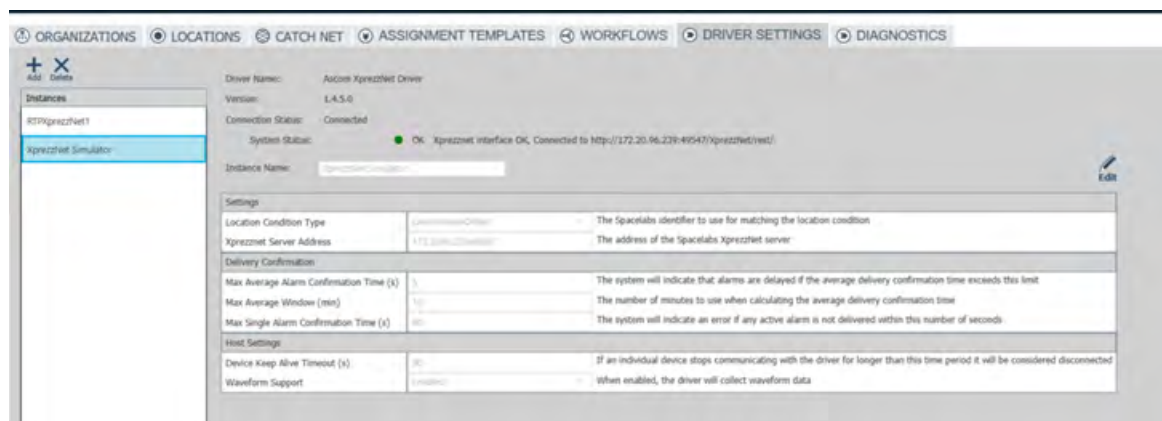 ORGANIZATIONS LOCATIONS CATCH NET ASSIGNMENT TEMPLATES WORKFLOWS DRIVER SETTINGS DIAGNOSTICS
Add Delete
Instances
RTPXprezzNet1
XprezzNet Simulator
Driver Name: Ascom XprezzNet Driver
Version: 1.4.5.0
Connection Status: Connected
System Status: OK Xprezznet interface OK, Connected to http://172.20.96.239:49547/XprezzNet/rest/
Instance Name: XprezzNet Simulator
Edit
Settings
Location Condition Type The Spacelabs identifier to use for matching the location condition
Xprezznet Server Address The address of the Spacelabs XprezzNet server
Delivery Confirmation
Max Average Alarm Confirmation Time (s) 5 The system will indicate that alarms are delayed if the average delivery confirmation time exceeds this limit
Max Average Window (min) 10 The number of minutes to use when calculating the average delivery confirmation time
Max Single Alarm Confirmation Time (s) The system will indicate an error if any active alarm is not delivered within this number of seconds
Host Settings
Device Keep Alive Timeout (s) If an individual device stops communicating with the driver for longer than this time period it will be considered disconnected
Waveform Support Enabled When enabled, the driver will collect waveform data